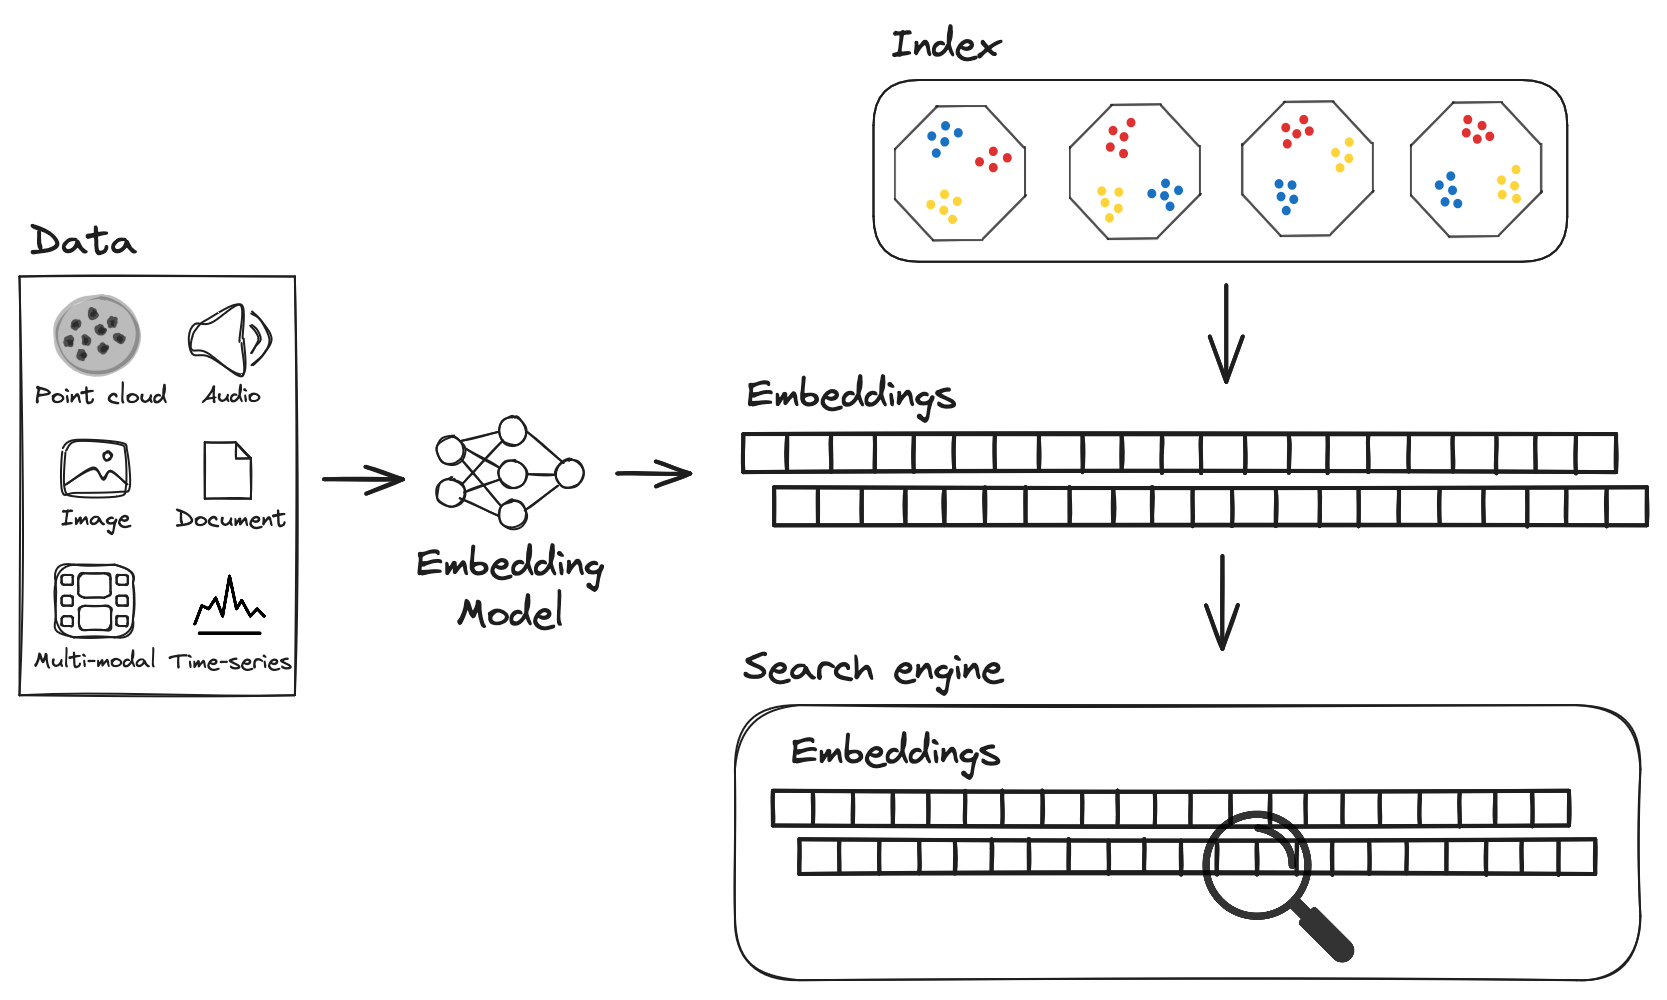 Index
Data
Point cloud
Audio
Image
Document
Multi-modal
Time-series
Embedding
Model
Embeddings
Search engine
Embeddings